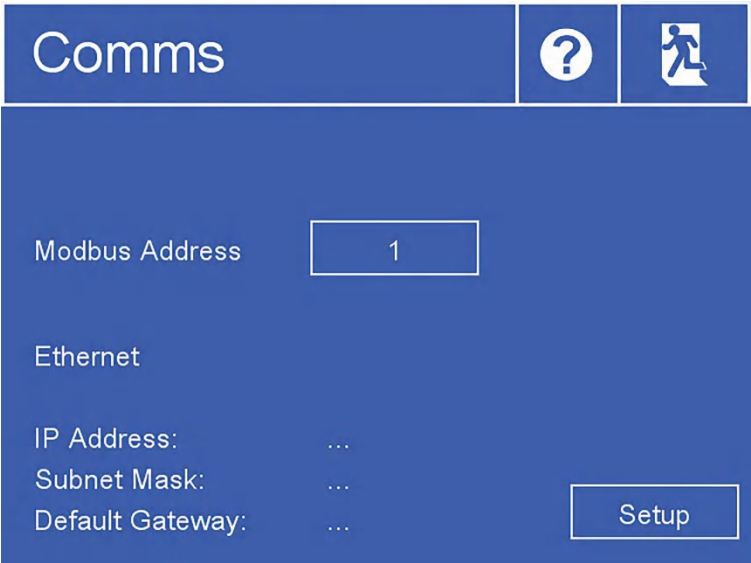 Comms
?
Modbus Address 1
Ethernet
IP Address: ...
Subnet Mask: ...
Default Gateway: ...
Setup